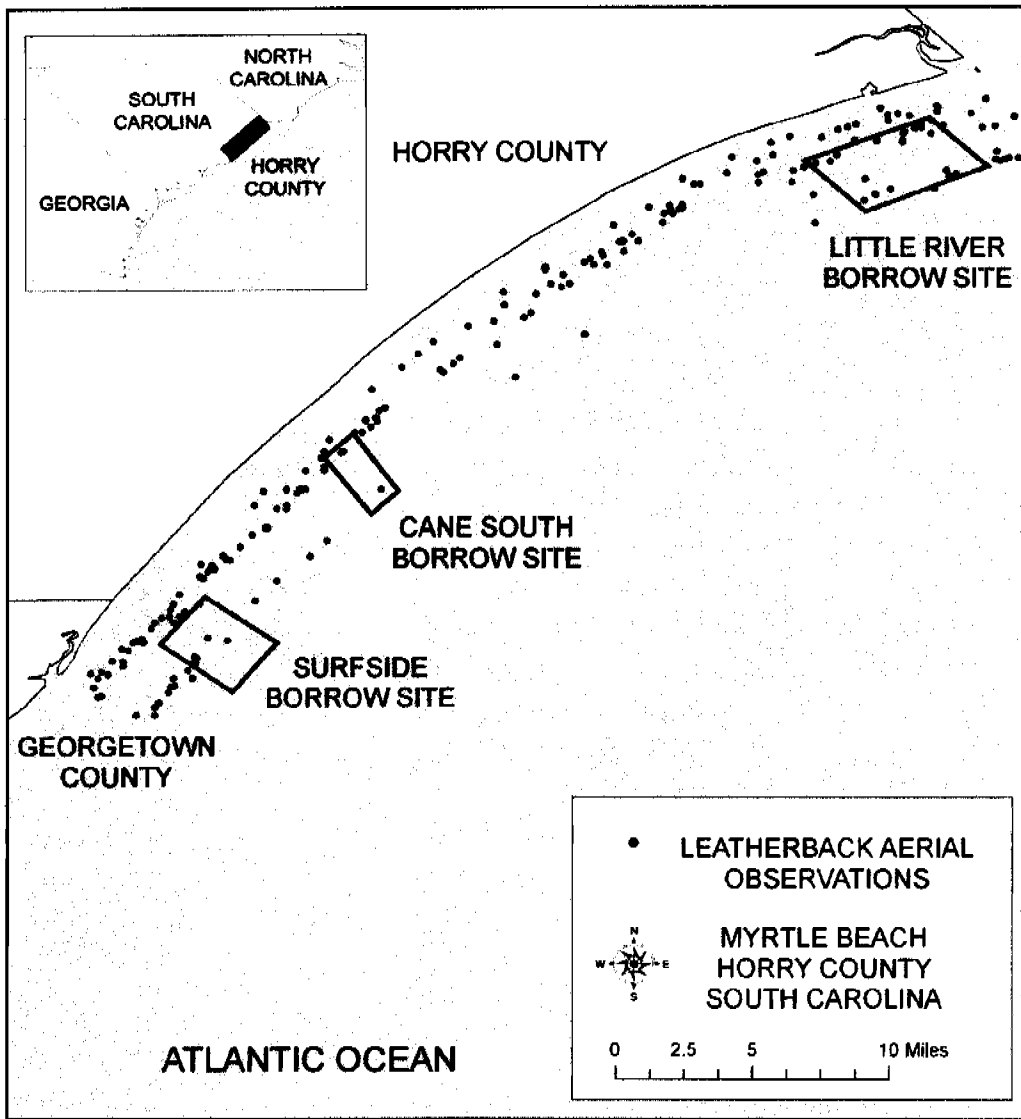 NORTH
CAROLINA
SOUTH
CAROLINA
HORRY
COUNTY
GEORGIA
HORRY COUNTY
LITTLE RIVER
BORROW SITE
CANE SOUTH
BORROW SITE
SURFSIDE
BORROW SITE
GEORGETOWN
COUNTY
LEATHERBACK AERIAL
OBSERVATIONS
N
W E
S
MYRTLE BEACH
HORRY COUNTY
SOUTH CAROLINA
0 2.5 5 10 Miles
ATLANTIC OCEAN